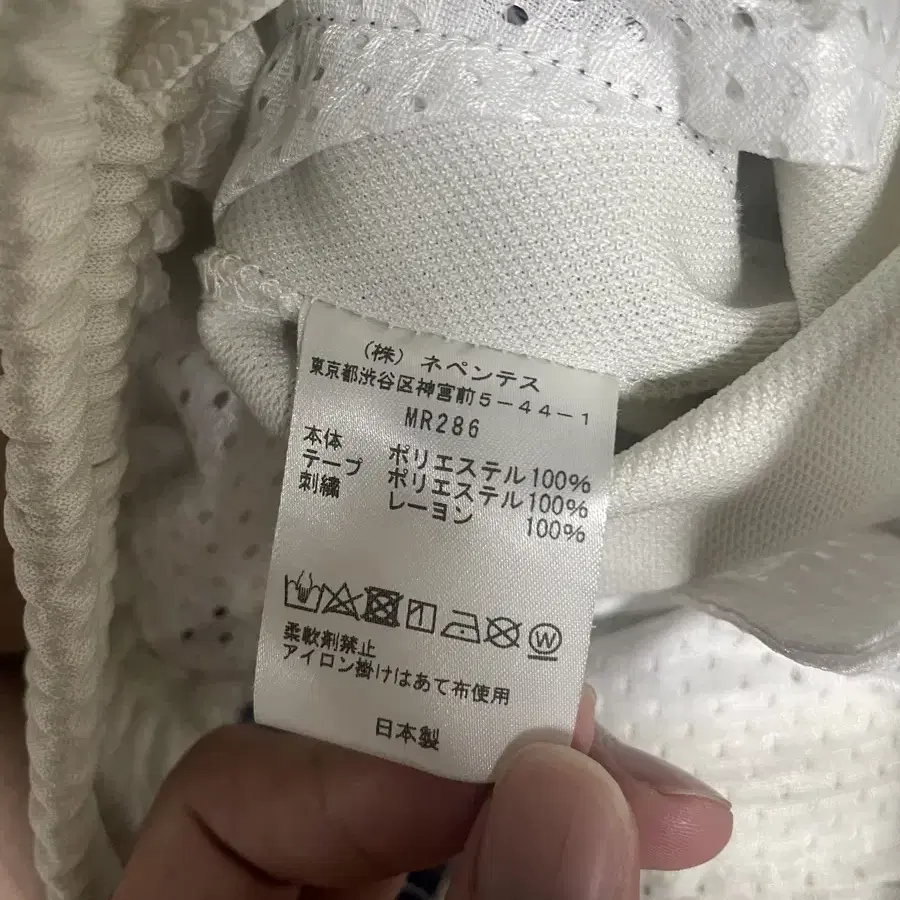 (株) ネペンテス
東京都渋谷区神宮前5-44-1
MR286
本体 ポリエステル100%
テープ ポリエステル100%
刺繍 レーヨン 100%
W
柔軟剤禁止
アイロン掛けはあて布使用
日本製